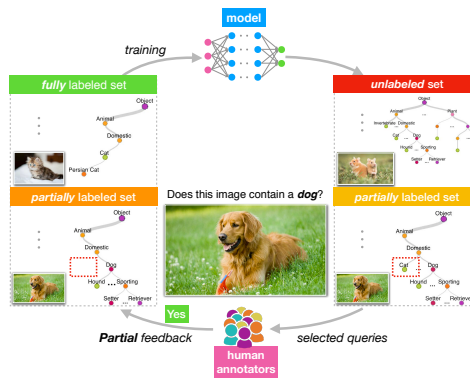 model
training
fully labeled set
Object
Animal
Domestic
Cat
Persian Cat
unlabeled set
Object
Animal
...
Plant
Invertebrate
Domestic
...
...
Cat
Dog
...
Hound
...
Sporting
Setter
...
Retriever
partially labeled set
Object
Animal
Domestic
Dog
Hound
...
Sporting
Setter
...
Retriever
Does this image contain a dog?
partially labeled set
Object
Animal
Domestic
Cat
Dog
Hound
...
Sporting
Setter
...
Retriever
Yes
Partial feedback
selected queries
human
annotators